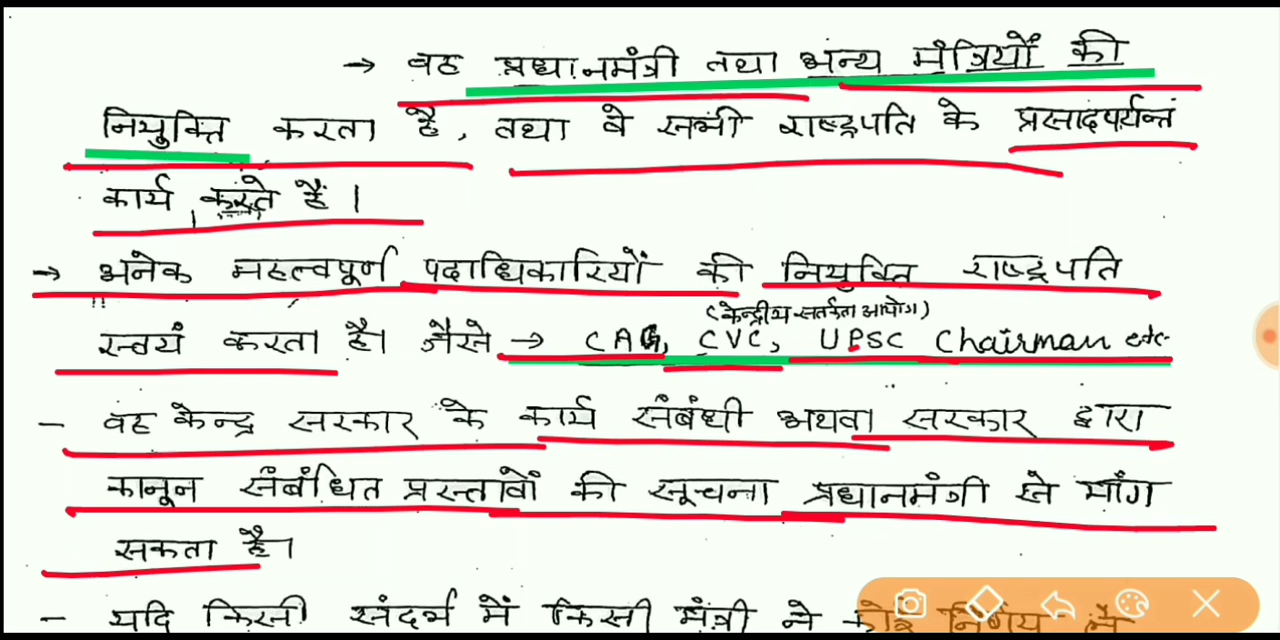 → वह प्रधानमंत्री तथा अन्य मंत्रियों की
नियुक्ति करता है, तथा वे सभी राष्ट्रपति के प्रसादपर्यन्त
कार्य करते हैं।
→ अनेक महत्वपूर्ण पदाधिकारियों की नियुक्ति राष्ट्रपति
(केन्द्रीय सतर्कता आयोग)
स्वयं करता है। जैसे → CAG, CVC, UPSC Chairman etc.
- वह केन्द्र सरकार के कार्य संबंधी अथवा सरकार द्वारा
कानून संबंधित प्रस्तावों की सूचना प्रधानमंत्री से माँग
सकता है।
- यदि किसी संदर्भ में किसी मंत्री ने कोई निर्णय